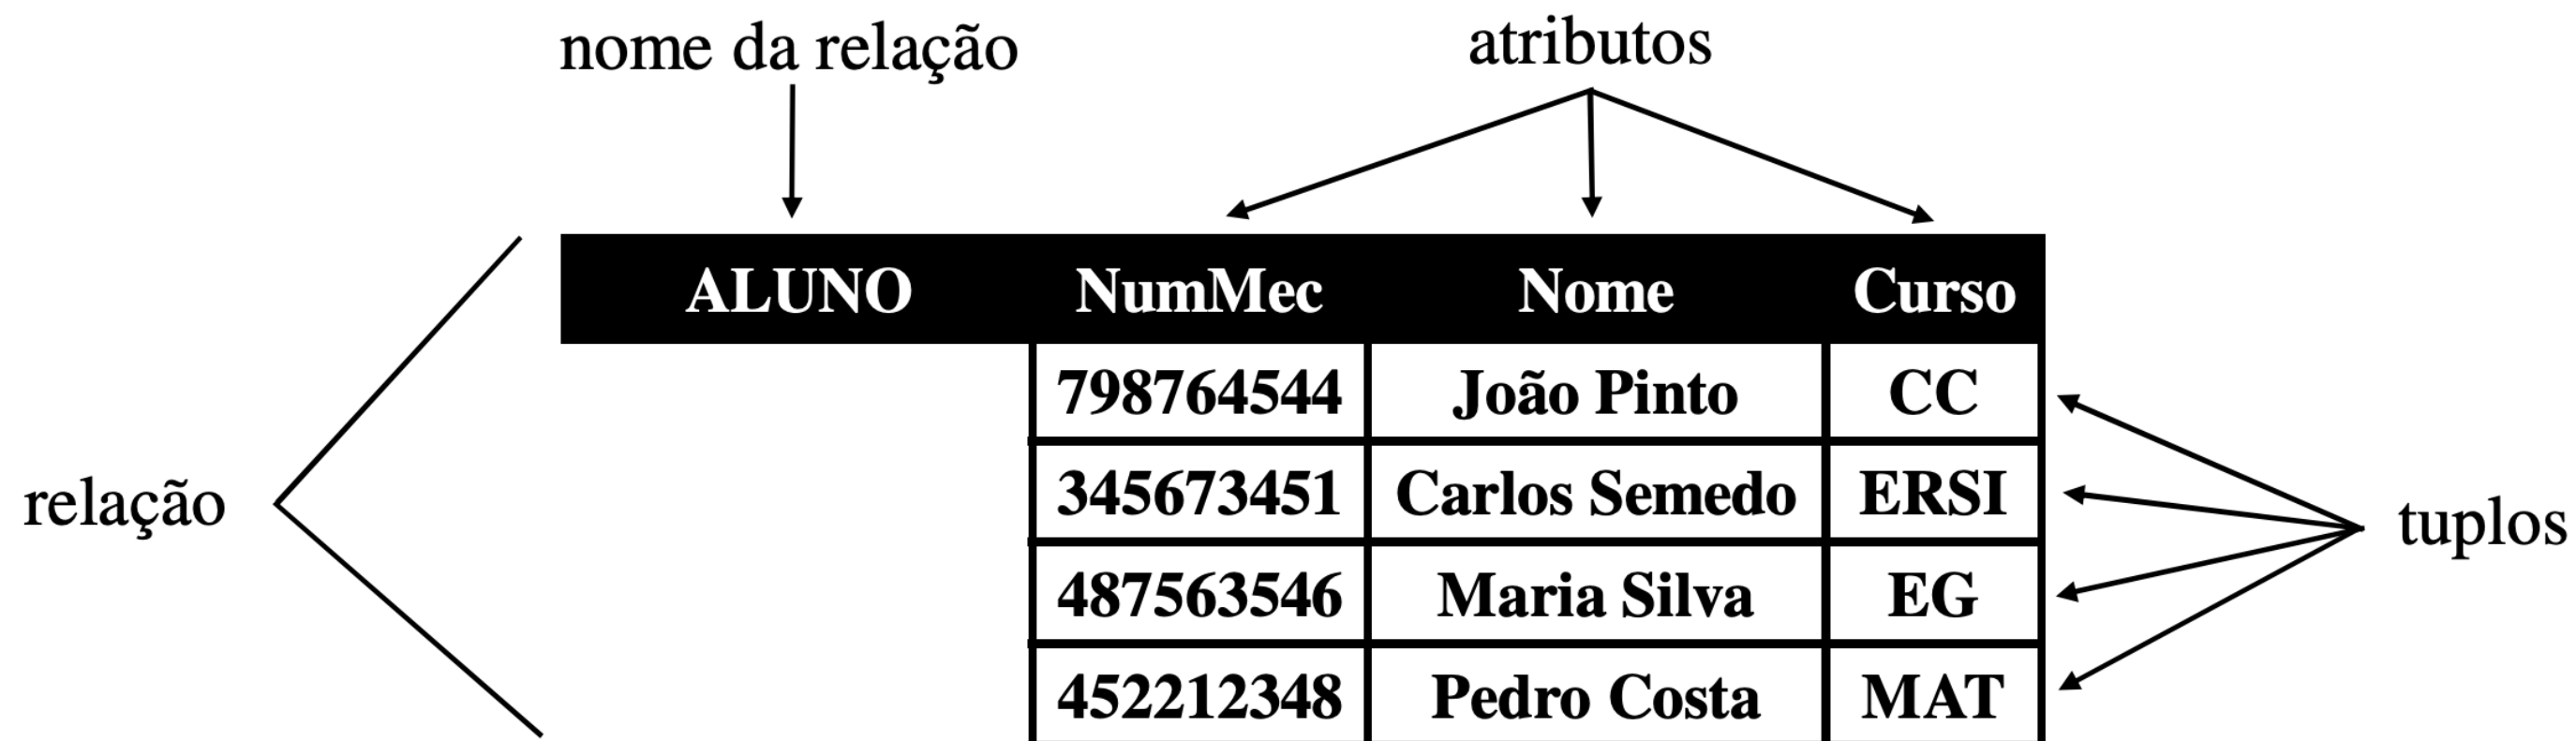 nome da relação
atributos
ALUNO NumMec Nome Curso
798764544 João Pinto CC
345673451 Carlos Semedo ERSI
relação
tuplos
487563546 Maria Silva EG
452212348 Pedro Costa MAT